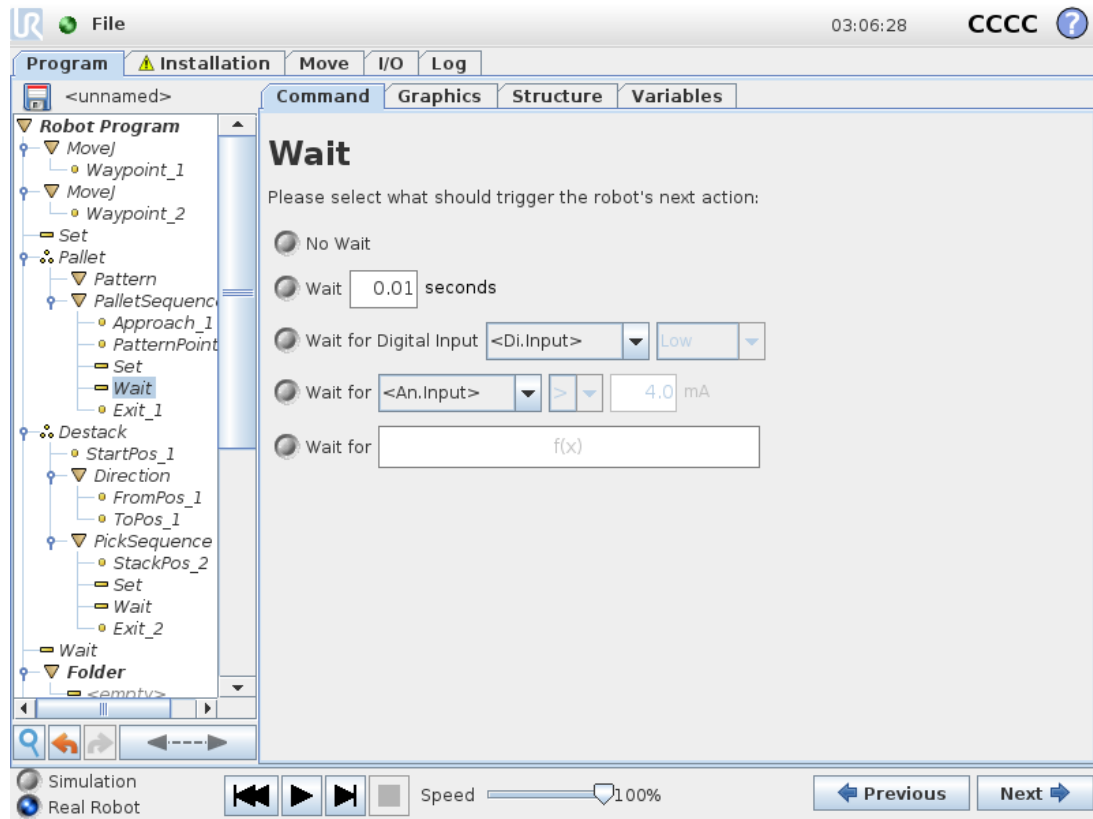 UR File 03:06:28 CCCC ?
Program Installation Move I/O Log
<unnamed> Command Graphics Structure Variables
Robot Program
MoveJ
Waypoint_1
MoveJ
Waypoint_2
Set
Pallet
Pattern
PalletSequenc
Approach_1
PatternPoint
Set
Wait
Exit_1
Destack
StartPos_1
Direction
FromPos_1
ToPos_1
PickSequence
StackPos_2
Set
Wait
Exit_2
Wait
Folder
<empty>
Wait
Please select what should trigger the robot's next action:
No Wait
Wait 0.01 seconds
Wait for Digital Input <Di.Input> Low
Wait for <An.Input> > 4.0 mA
Wait for f(x)
Simulation
Real Robot
Speed 100%
Previous Next